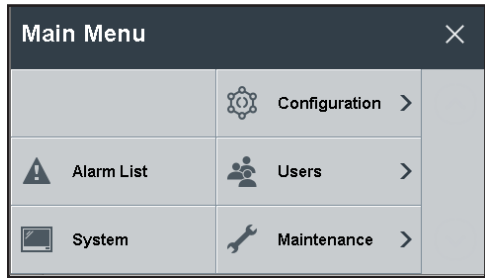 Main Menu
Configuration
Alarm List
Users
System
Maintenance